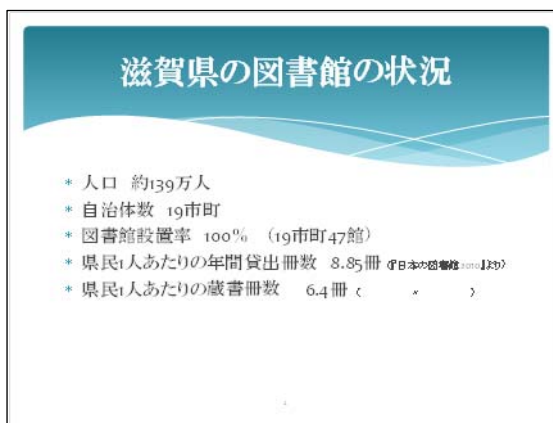 滋賀県の図書館の状況
* 人口 約139万人
* 自治体数 19市町
* 図書館設置率 100% （19市町47館）
* 県民1人あたりの年間貸出冊数 8.85冊（『日本の図書館2010』より）
* 県民1人あたりの蔵書冊数 6.4冊（ 〃 ）